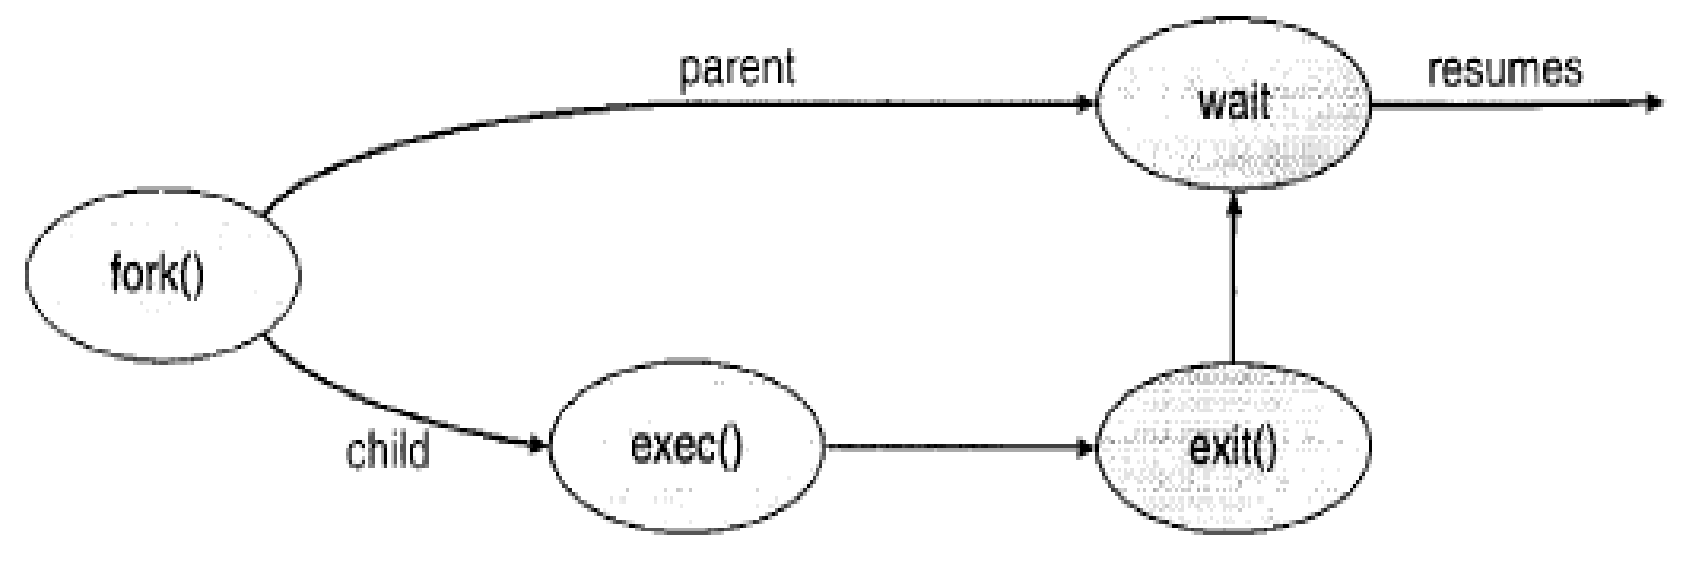 parent
resumes
wait
fork()
child
exec()
exit()